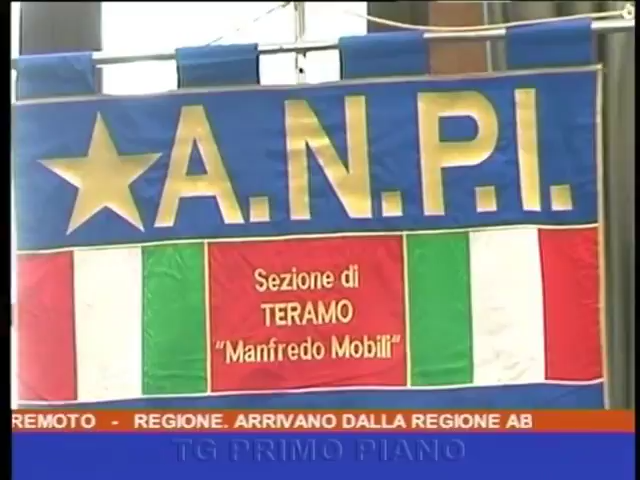 A.N.P.I.
Sezione di
TERAMO
"Manfredo Mobili"
REMOTO - REGIONE. ARRIVANO DALLA REGIONE AB
TG PRIMO PIANO